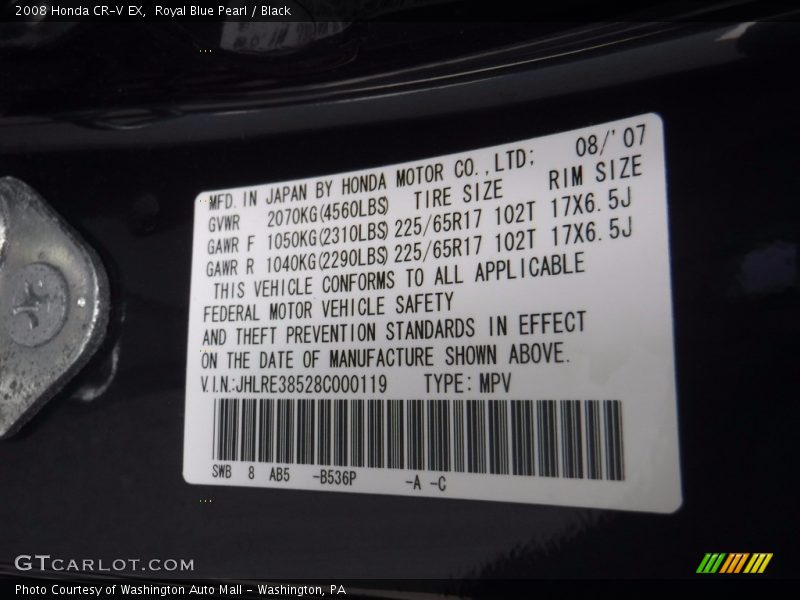 2008 Honda CR-V EX, Royal Blue Pearl / Black
MFD. IN JAPAN BY HONDA MOTOR CO.,LTD; 08/'07
GVWR 2070KG(4560LBS) TIRE SIZE RIM SIZE
GAWR F 1050KG(2310LBS) 225/65R17 102T 17X6.5J
GAWR R 1040KG(2290LBS) 225/65R17 102T 17X6.5J
THIS VEHICLE CONFORMS TO ALL APPLICABLE
FEDERAL MOTOR VEHICLE SAFETY
AND THEFT PREVENTION STANDARDS IN EFFECT
ON THE DATE OF MANUFACTURE SHOWN ABOVE.
V.I.N:JHLRE38528C000119 TYPE: MPV
SWB 8 AB5 -B536P -A -C
GTCARLOT.COM
Photo Courtesy of Washington Auto Mall - Washington, PA